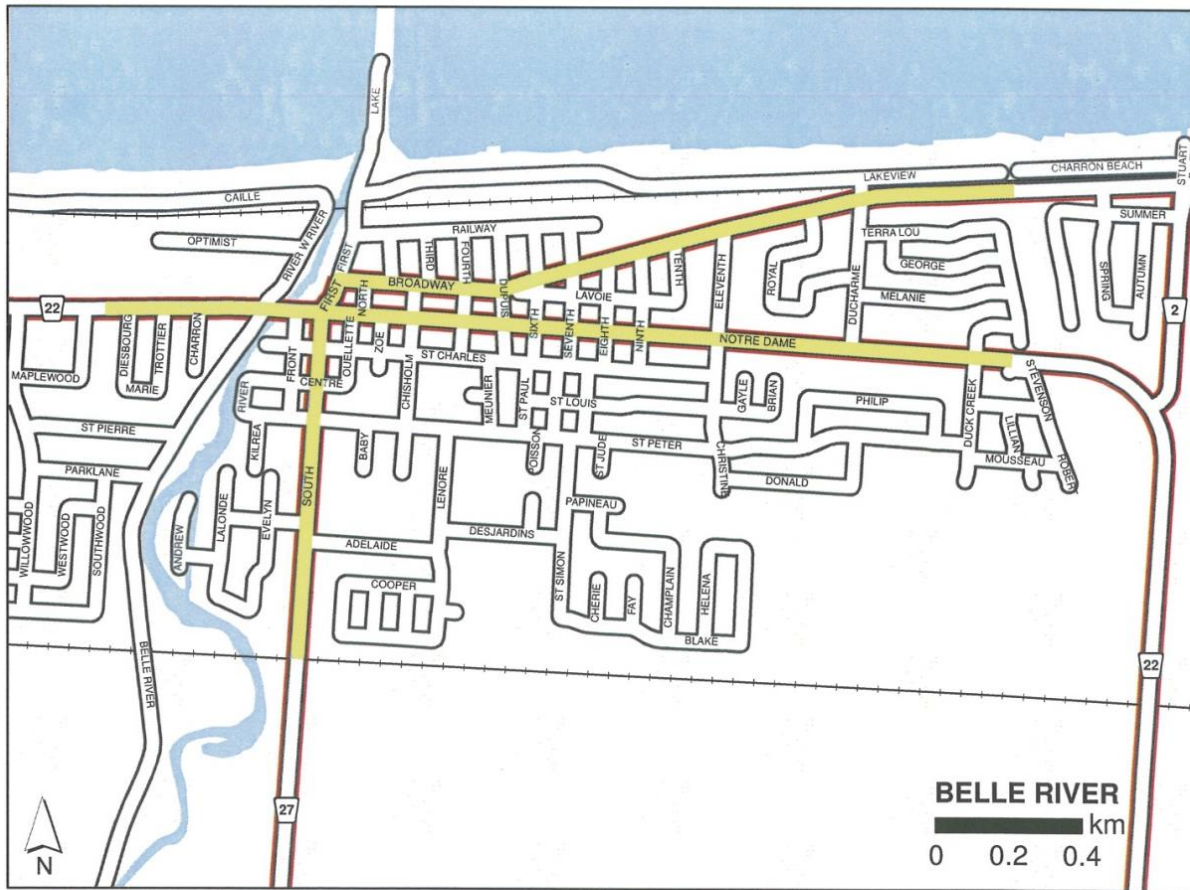 LAKE
STUART
CHARRON BEACH
LAKEVIEW
CAILLE
SUMMER
RAILWAY
OPTIMIST
TERRA LOU
RIVER W RIVER
FIRST
THIRD
FOURTH
TENTH
ELEVENTH
ROYAL
GEORGE
SPRING
AUTUMN
BROADWAY
DUPUIS
LAVOIE
DUCHARME
MELANIE
FIRST
NORTH
22
2
DIESBOURG
TROTTIER
CHARRON
SIXTH
SEVENTH
EIGHTH
NINTH
NOTRE DAME
FRONT
OUELLETTE
ZOE
ST CHARLES
MAPLEWOOD
MARIE
CENTRE
CHISHOLM
MEUNIER
ST PAUL
ST LOUIS
GAYLE
BRIAN
PHILIP
DUCK CREEK
STEVENSON
RIVER
ST PIERRE
KILREA
BABY
POISSON
ST JUDE
ST PETER
LILLIAN
MOUSSEAU
ROBERT
PARKLANE
SOUTH
LENORE
CHRISTINE
DONALD
WILLOWWOOD
WESTWOOD
SOUTHWOOD
ANDREW
LALONDE
EVELYN
PAPINEAU
DESJARDINS
ADELAIDE
COOPER
ST SIMON
CHERIE
FAY
CHAMPLAIN
HELENA
BLAKE
BELLE RIVER
22
27
BELLE RIVER
km
0 0.2 0.4
N